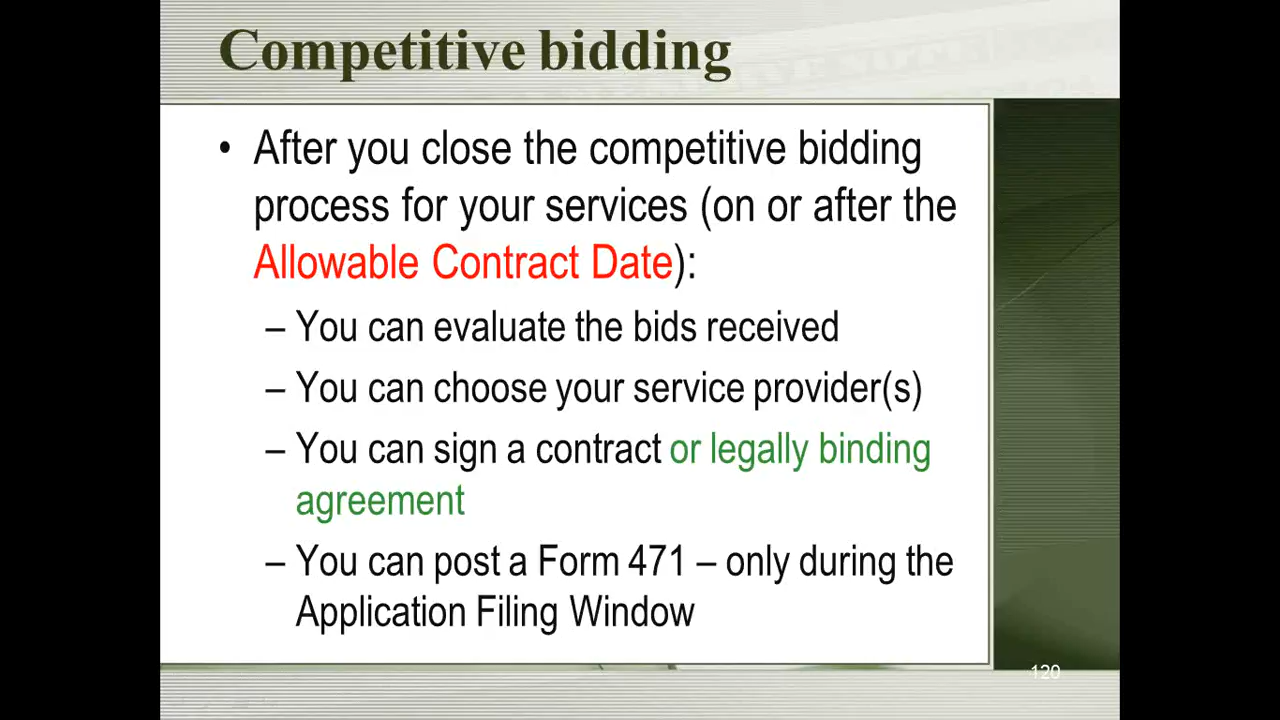 Competitive bidding
• After you close the competitive bidding
process for your services (on or after the
Allowable Contract Date):
– You can evaluate the bids received
– You can choose your service provider(s)
– You can sign a contract or legally binding
agreement
– You can post a Form 471 – only during the
Application Filing Window
120